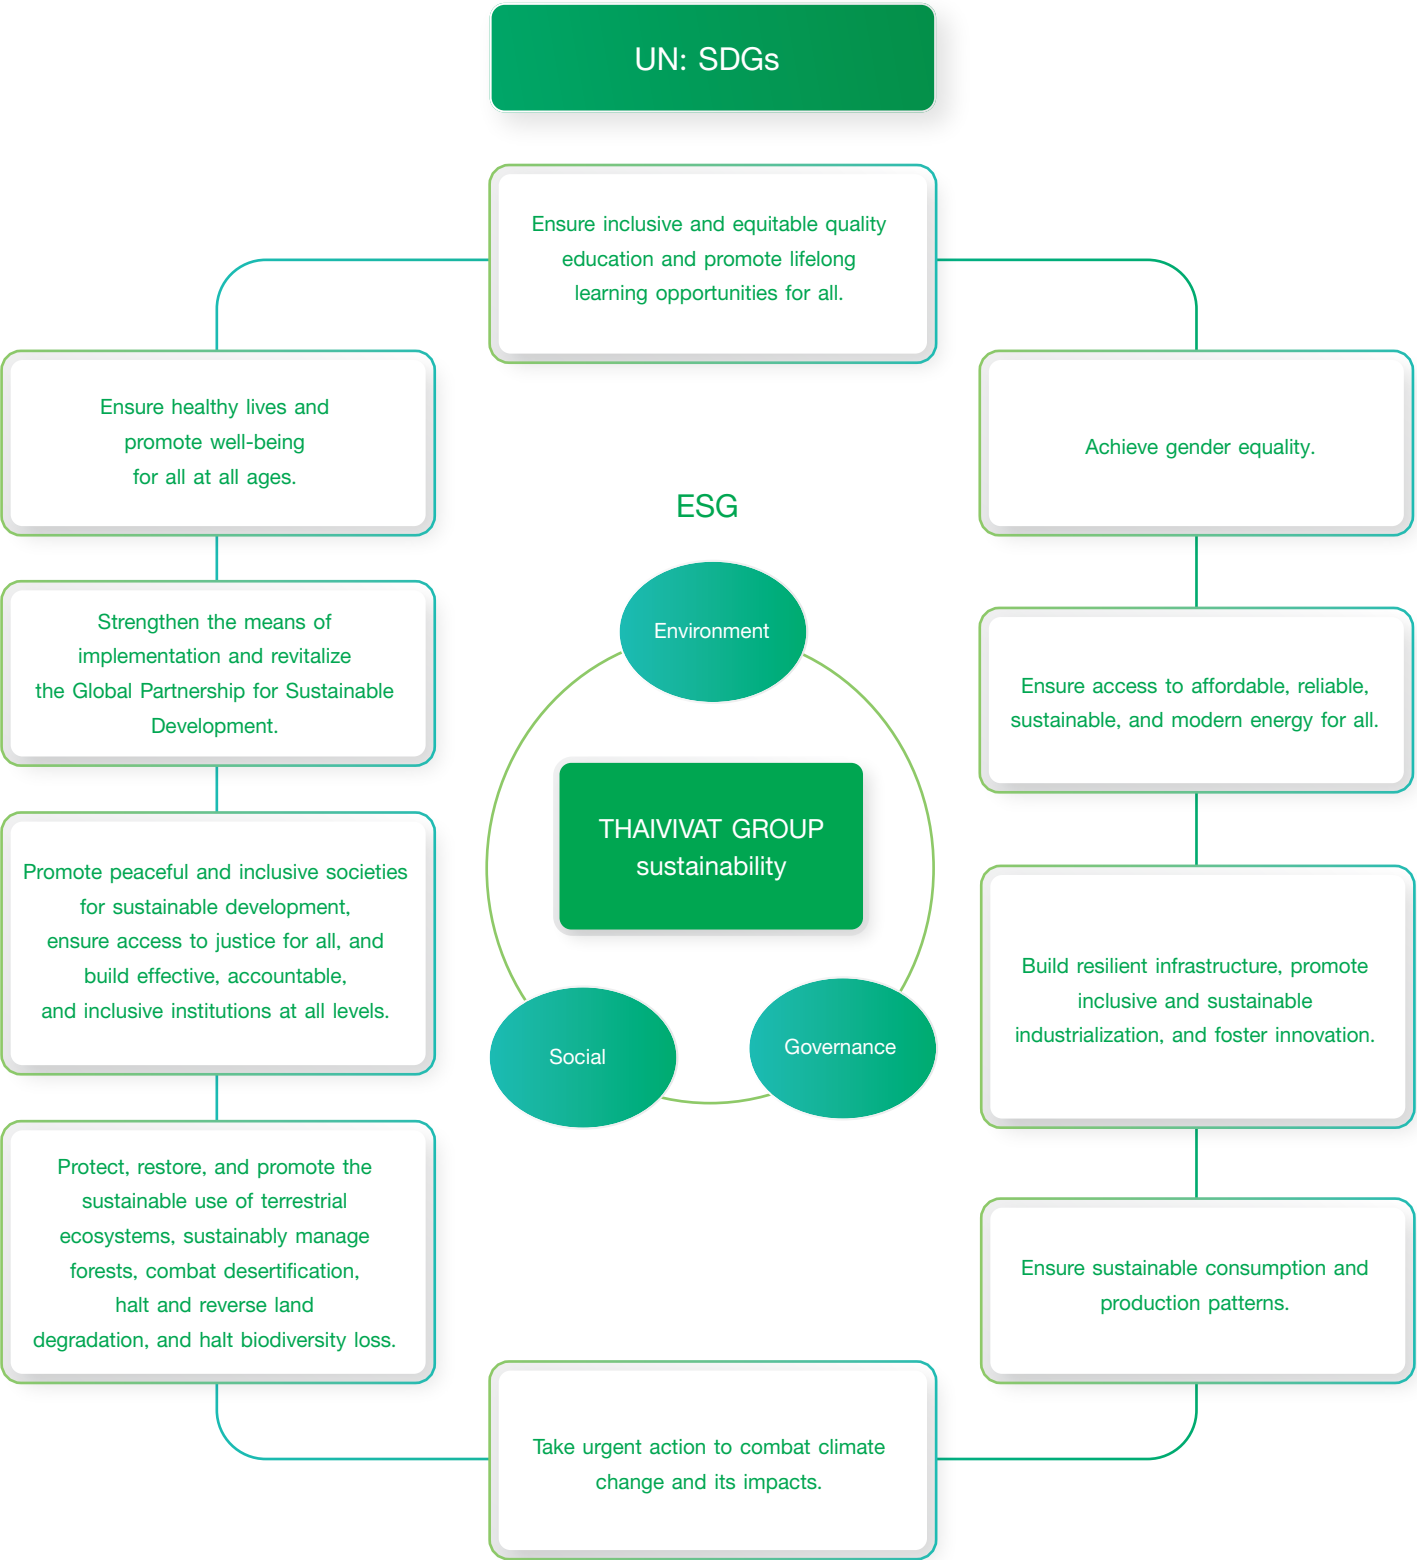 UN: SDGs
Ensure inclusive and equitable quality
education and promote lifelong
learning opportunities for all.
Ensure healthy lives and
promote well-being
for all at all ages.
Achieve gender equality.
ESG
Environment
Strengthen the means of
implementation and revitalize
the Global Partnership for Sustainable
Development.
Ensure access to affordable, reliable,
sustainable, and modern energy for all.
THAIVIVAT GROUP
sustainability
Promote peaceful and inclusive societies
for sustainable development,
ensure access to justice for all, and
build effective, accountable,
and inclusive institutions at all levels.
Build resilient infrastructure, promote
inclusive and sustainable
industrialization, and foster innovation.
Social
Governance
Protect, restore, and promote the
sustainable use of terrestrial
ecosystems, sustainably manage
forests, combat desertification,
halt and reverse land
degradation, and halt biodiversity loss.
Ensure sustainable consumption and
production patterns.
Take urgent action to combat climate
change and its impacts.